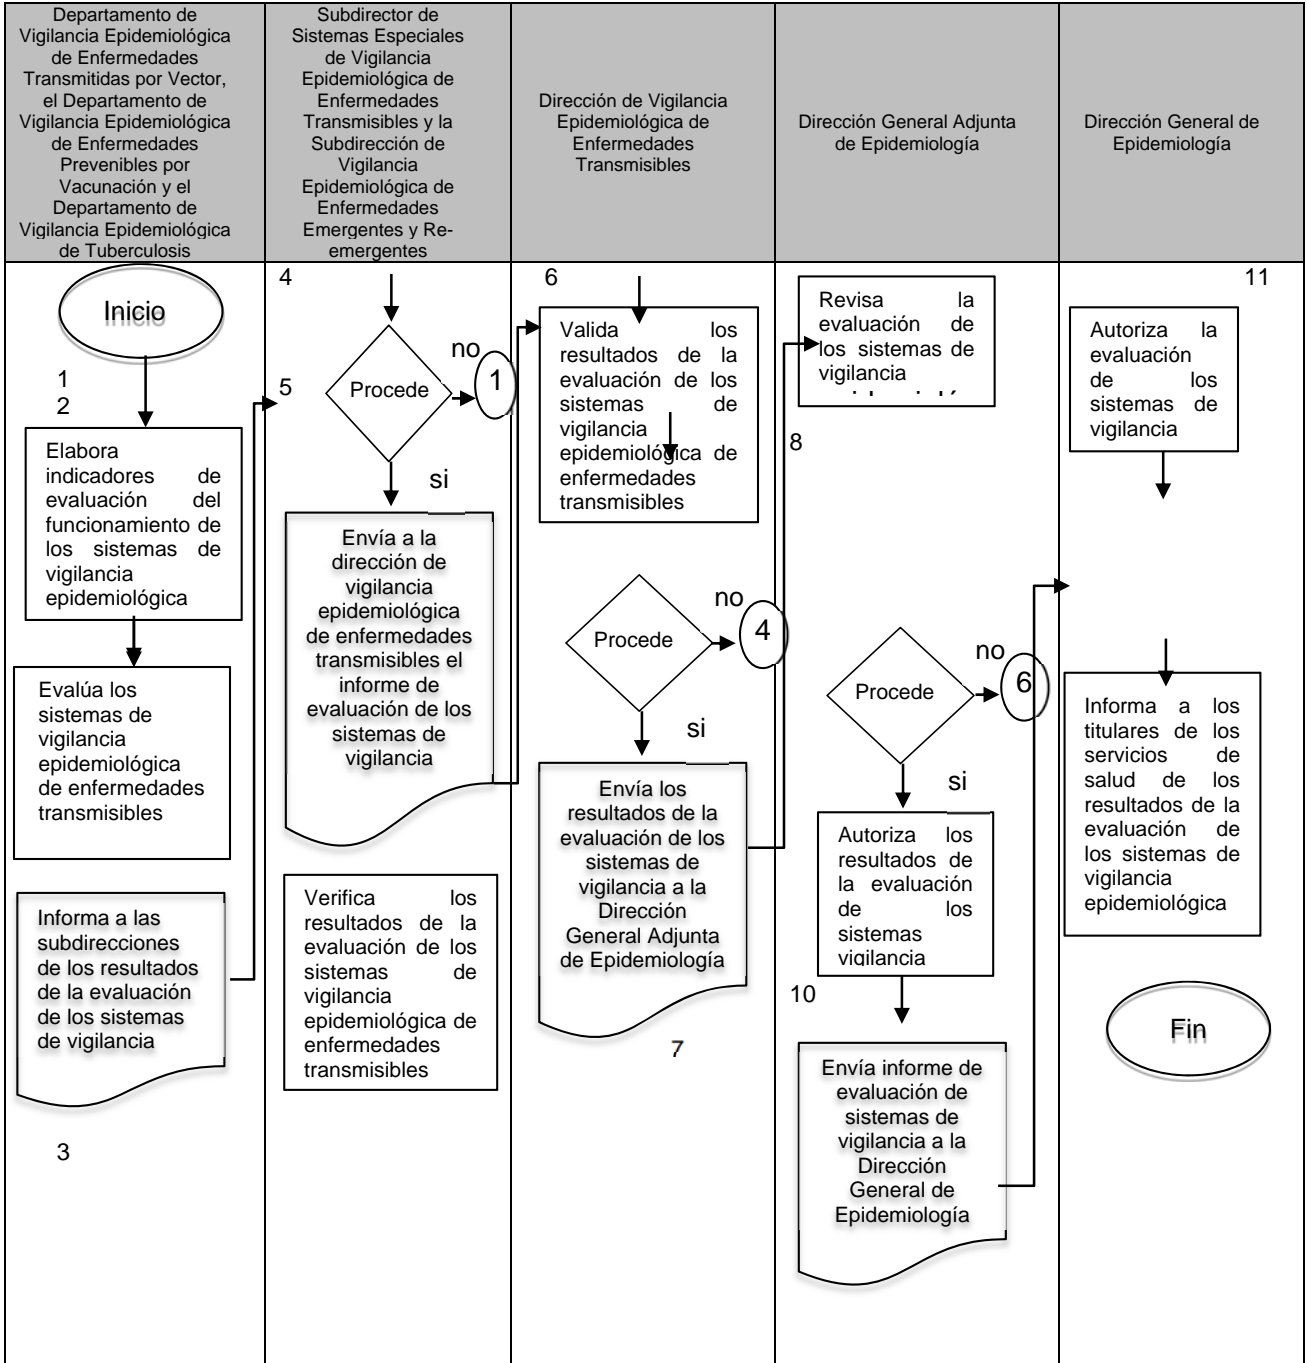 Departamento de
Vigilancia Epidemiológica
de Enfermedades
Transmitidas por Vector,
el Departamento de
Vigilancia Epidemiológica
de Enfermedades
Prevenibles por
Vacunación y el
Departamento de
Vigilancia Epidemiológica
de Tuberculosis
Subdirector de
Sistemas Especiales
de Vigilancia
Epidemiológica de
Enfermedades
Transmisibles y la
Subdirección de
Vigilancia
Epidemiológica de
Enfermedades
Emergentes y Re-
emergentes
Dirección de Vigilancia
Epidemiológica de
Enfermedades
Transmisibles
Dirección General Adjunta
de Epidemiología
Dirección General de
Epidemiología
Inicio
1
2
Elabora
indicadores de
evaluación del
funcionamiento de
los sistemas de
vigilancia
epidemiológica
Evalúa los
sistemas de
vigilancia
epidemiológica
de enfermedades
transmisibles
Informa a las
subdirecciones
de los resultados
de la evaluación
de los sistemas
de vigilancia
3
4
5
Procede
no
1
si
Envía a la
dirección de
vigilancia
epidemiológica
de enfermedades
transmisibles el
informe de
evaluación de los
sistemas de
vigilancia
Verifica los
resultados de la
evaluación de los
sistemas de
vigilancia
epidemiológica de
enfermedades
transmisibles
6
Valida los
resultados de la
evaluación de los
sistemas de
vigilancia
epidemiológica de
enfermedades
transmisibles
Procede
no
4
si
Envía los
resultados de la
evaluación de los
sistemas de
vigilancia a la
Dirección
General Adjunta
de Epidemiología
7
Revisa la
evaluación de
los sistemas de
vigilancia
8
Procede
no
6
si
Autoriza los
resultados de
la evaluación
de los
sistemas
vigilancia
10
Envía informe de
evaluación de
sistemas de
vigilancia a la
Dirección
General de
Epidemiología
11
Autoriza la
evaluación
de los
sistemas de
vigilancia
Informa a los
titulares de los
servicios de
salud de los
resultados de la
evaluación de
los sistemas de
vigilancia
epidemiológica
Fin